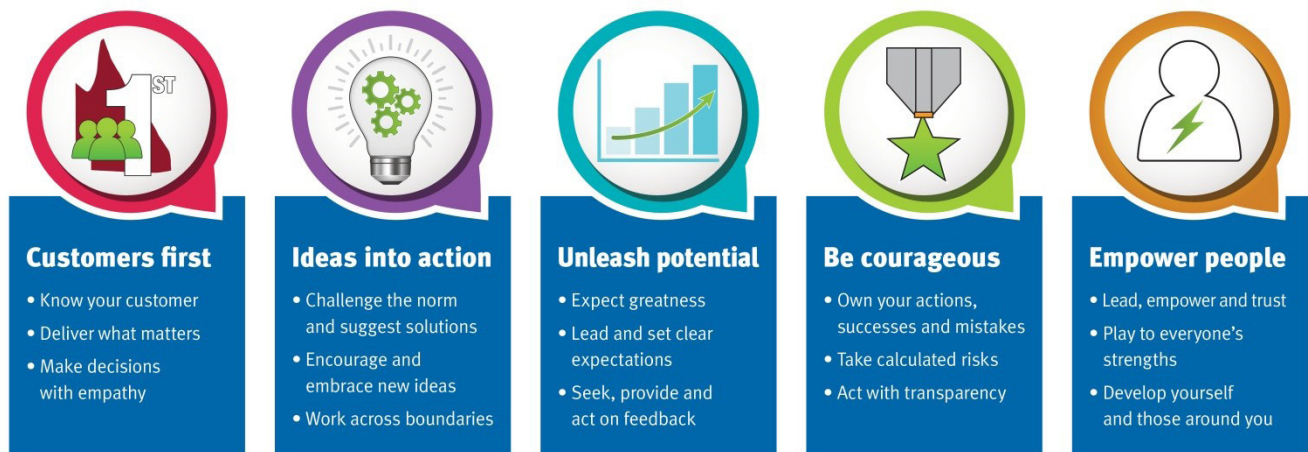 1ST
Customers first
• Know your customer
• Deliver what matters
• Make decisions
with empathy
Ideas into action
• Challenge the norm
and suggest solutions
• Encourage and
embrace new ideas
• Work across boundaries
Unleash potential
• Expect greatness
• Lead and set clear
expectations
• Seek, provide and
act on feedback
Be courageous
• Own your actions,
successes and mistakes
• Take calculated risks
• Act with transparency
Empower people
• Lead, empower and trust
• Play to everyone’s
strengths
• Develop yourself
and those around you